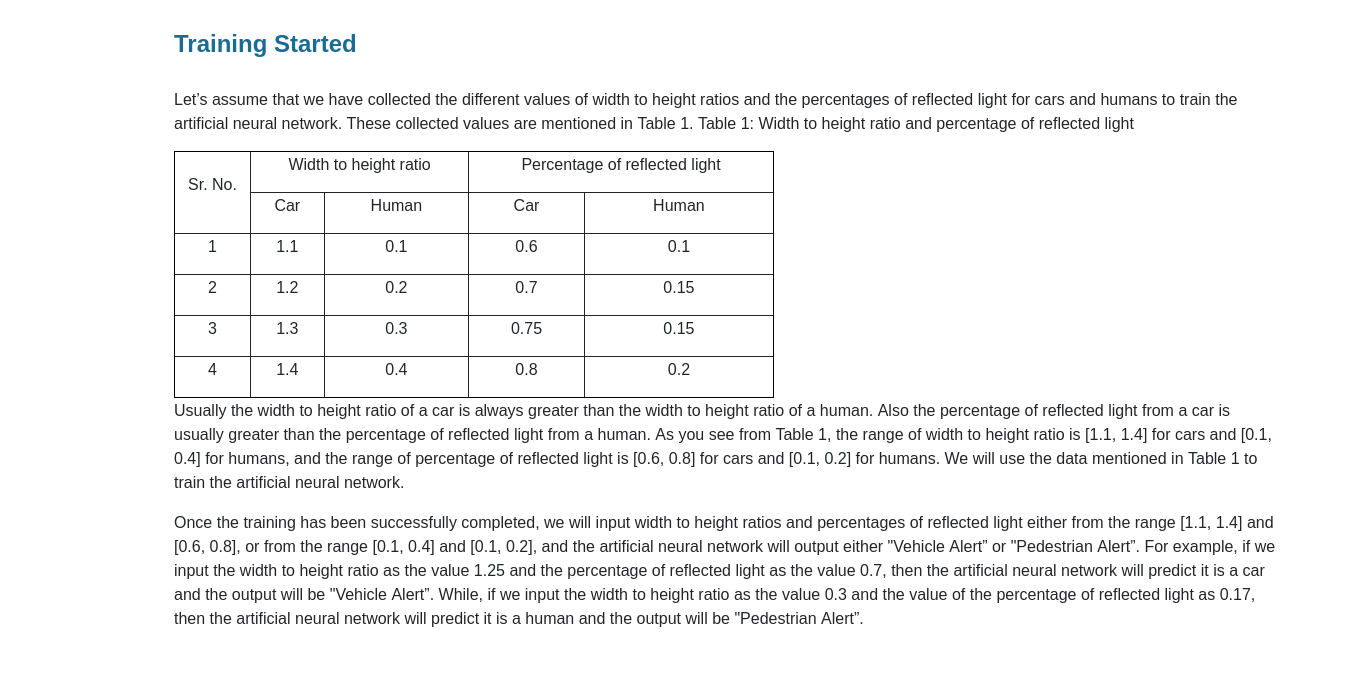 Training Started
Let’s assume that we have collected the different values of width to height ratios and the percentages of reflected light for cars and humans to train the
artificial neural network. These collected values are mentioned in Table 1. Table 1: Width to height ratio and percentage of reflected light
Sr. No. Width to height ratio Percentage of reflected light
Car Human Car Human
1 1.1 0.1 0.6 0.1
2 1.2 0.2 0.7 0.15
3 1.3 0.3 0.75 0.15
4 1.4 0.4 0.8 0.2
Usually the width to height ratio of a car is always greater than the width to height ratio of a human. Also the percentage of reflected light from a car is
usually greater than the percentage of reflected light from a human. As you see from Table 1, the range of width to height ratio is [1.1, 1.4] for cars and [0.1,
0.4] for humans, and the range of percentage of reflected light is [0.6, 0.8] for cars and [0.1, 0.2] for humans. We will use the data mentioned in Table 1 to
train the artificial neural network.
Once the training has been successfully completed, we will input width to height ratios and percentages of reflected light either from the range [1.1, 1.4] and
[0.6, 0.8], or from the range [0.1, 0.4] and [0.1, 0.2], and the artificial neural network will output either "Vehicle Alert” or "Pedestrian Alert”. For example, if we
input the width to height ratio as the value 1.25 and the percentage of reflected light as the value 0.7, then the artificial neural network will predict it is a car
and the output will be "Vehicle Alert”. While, if we input the width to height ratio as the value 0.3 and the value of the percentage of reflected light as 0.17,
then the artificial neural network will predict it is a human and the output will be "Pedestrian Alert”.